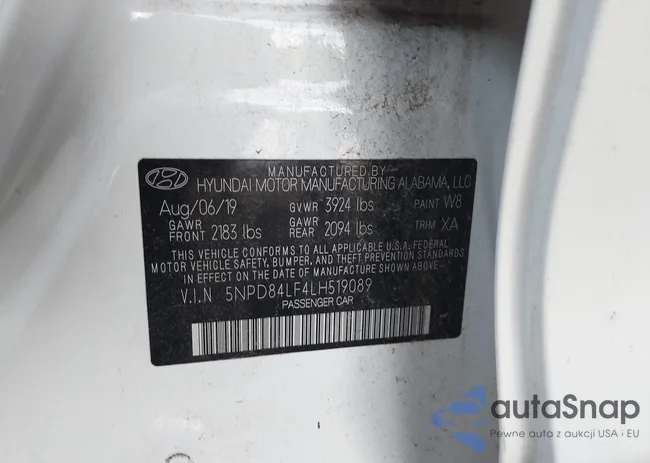 MANUFACTURED BY
HYUNDAI MOTOR MANUFACTURING ALABAMA, LLC
Aug/06/19 GVWR 3924 lbs PAINT W8
GAWR FRONT 2183 lbs GAWR REAR 2094 lbs TRIM XA
THIS VEHICLE CONFORMS TO ALL APPLICABLE U.S.A. FEDERAL
MOTOR VEHICLE SAFETY, BUMPER, AND THEFT PREVENTION STANDARDS
IN EFFECT ON THE DATE OF MANUFACTURE SHOWN ABOVE.
V.I.N 5NPD84LF4LH519089
PASSENGER CAR
autoSnap
Pewne auta z aukcji USA i EU